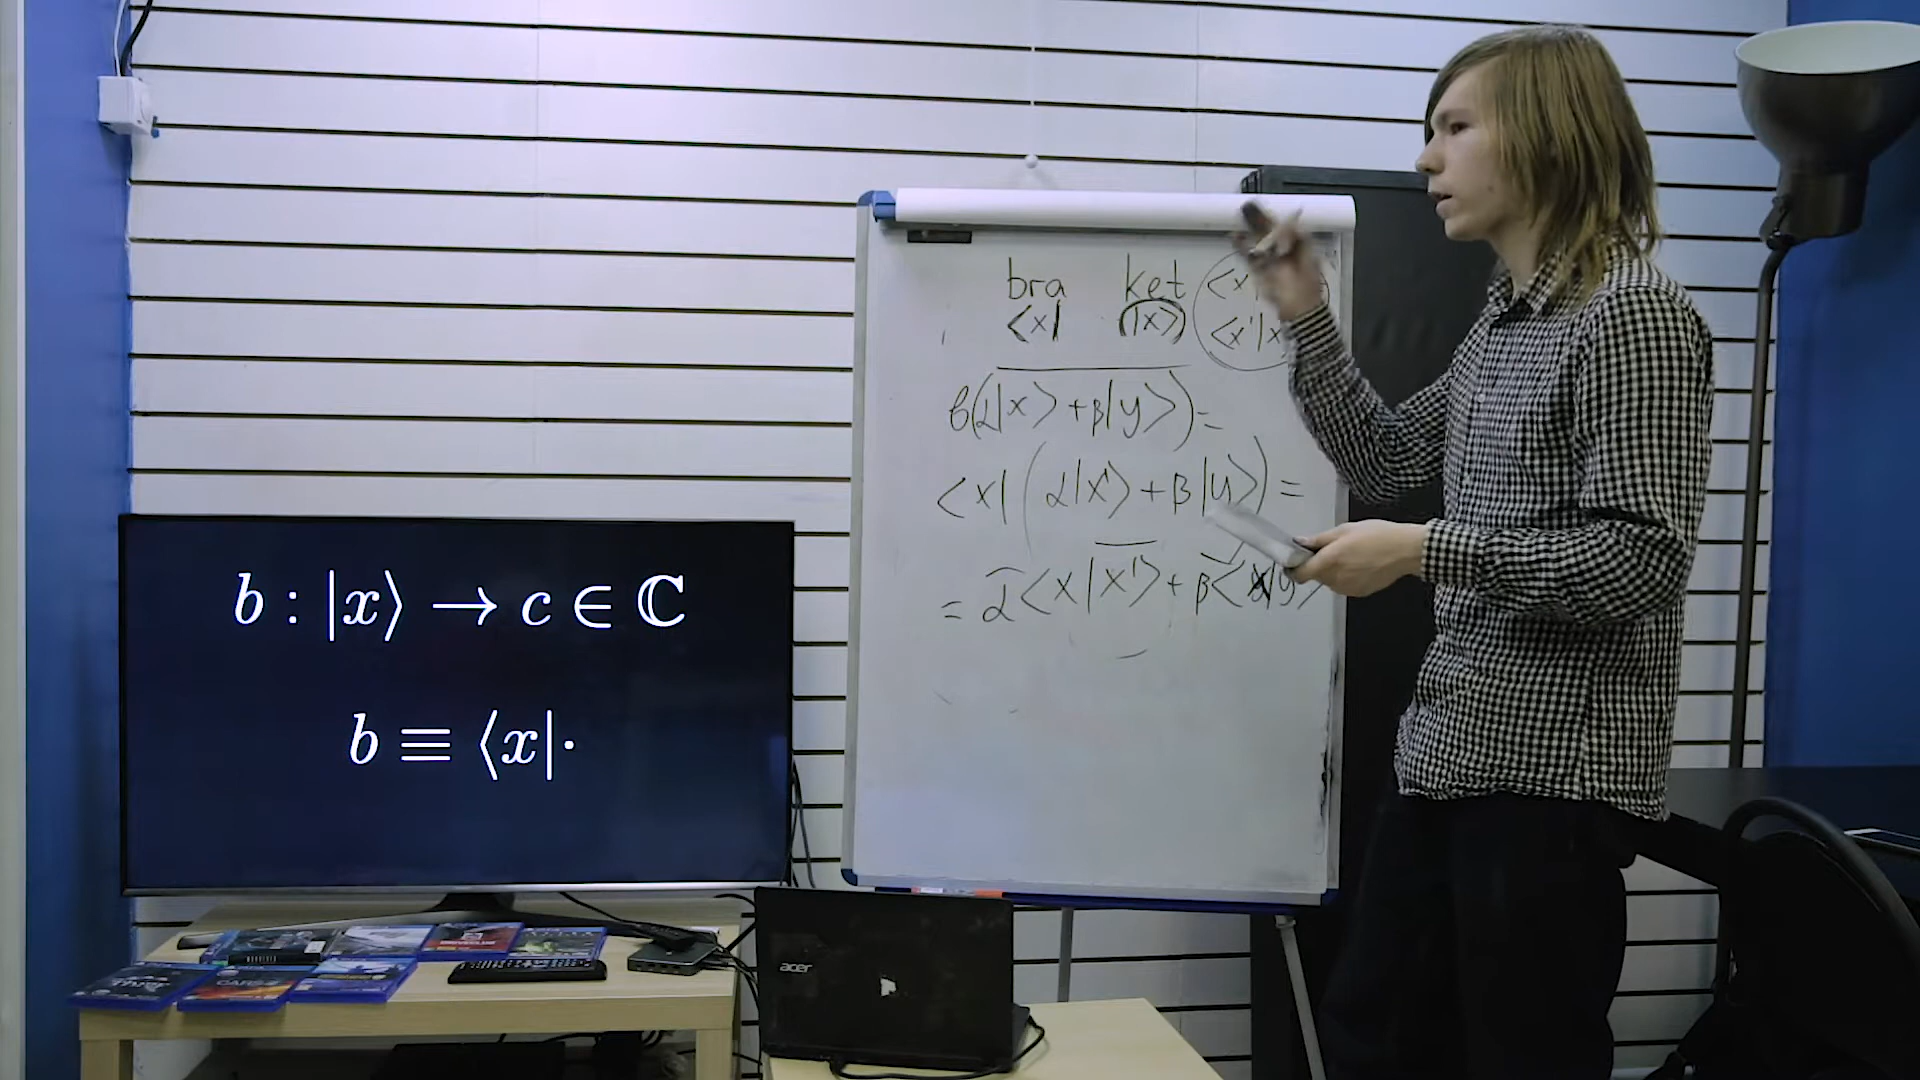 b : |x⟩ → c ∈ ℂ
b ≡ ⟨x|·
bra ket
<x| |x>
<x'|x
b(α|x> + β|y>) =
<x|(α|x'> + β|y>) =
= α<x|x'> + β<x|y>
acer